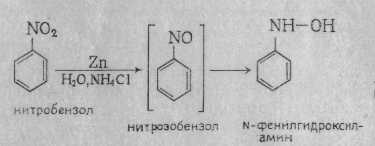 NO₂
NO
NH—OH
Zn
H₂O,NH₄Cl
нитробензол
нитрозобензол
N-фенилгидроксил-
амин